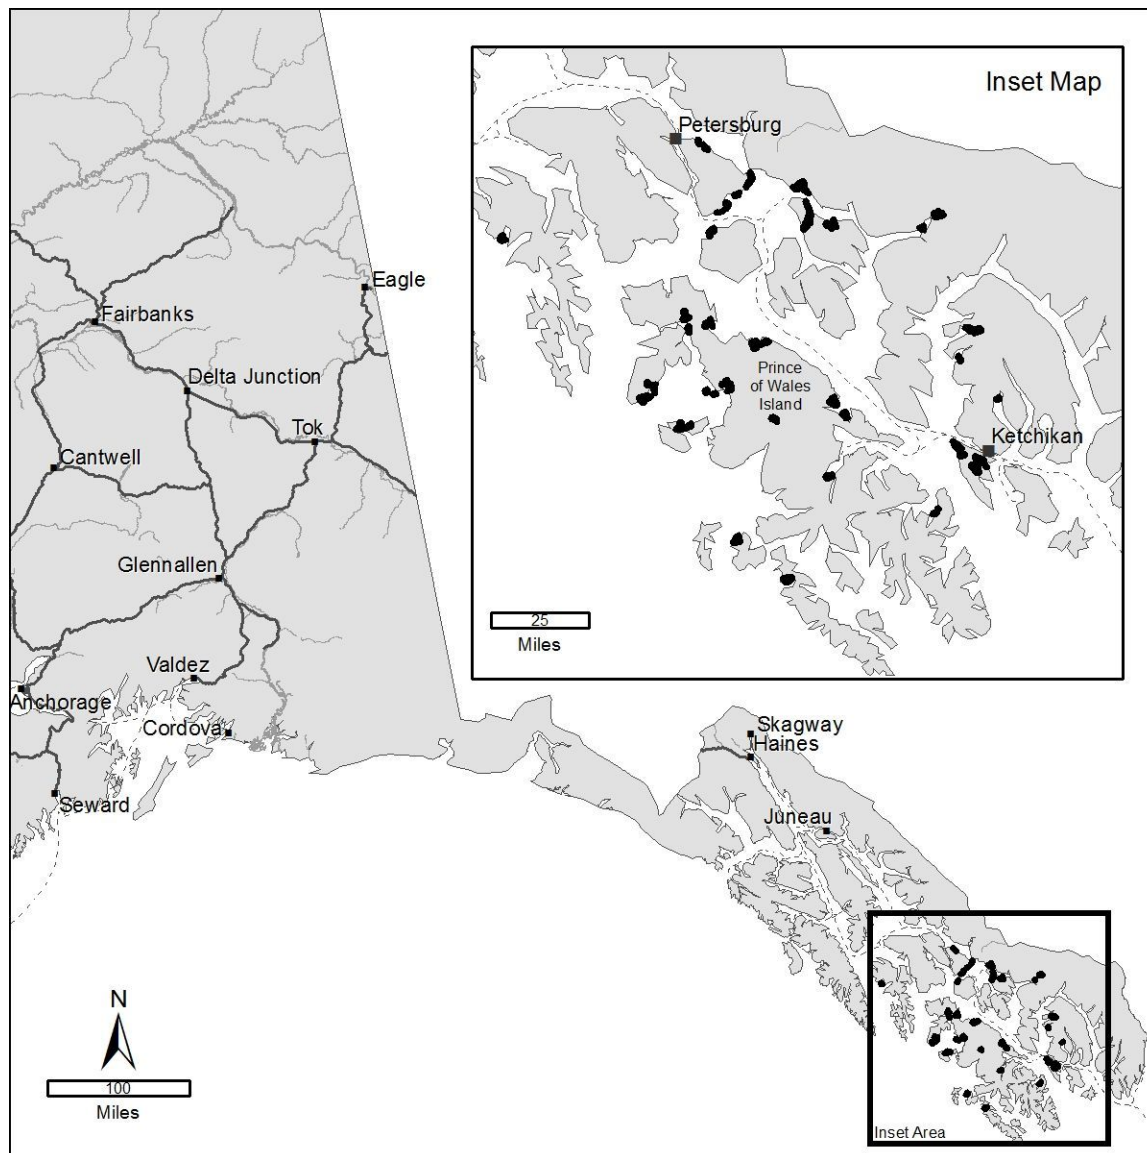 Inset Map
Petersburg
Prince
of Wales
Island
Ketchikan
25
Miles
Eagle
Fairbanks
Delta Junction
Tok
Cantwell
Glennallen
Valdez
Anchorage
Cordova
Seward
Skagway
Haines
Juneau
N
100
Miles
Inset Area